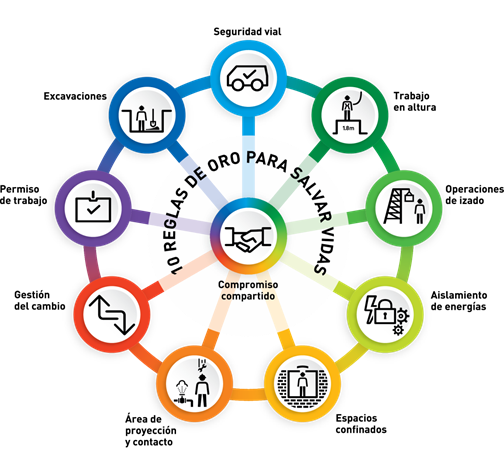 Seguridad vial
Trabajo
en altura
1.8m
Operaciones
de izado
Aislamiento
de energías
Espacios
confinados
Área de
proyección
y contacto
Gestión
del cambio
Permiso
de trabajo
Excavaciones
10 REGLAS DE ORO PARA SALVAR VIDAS
Compromiso
compartido